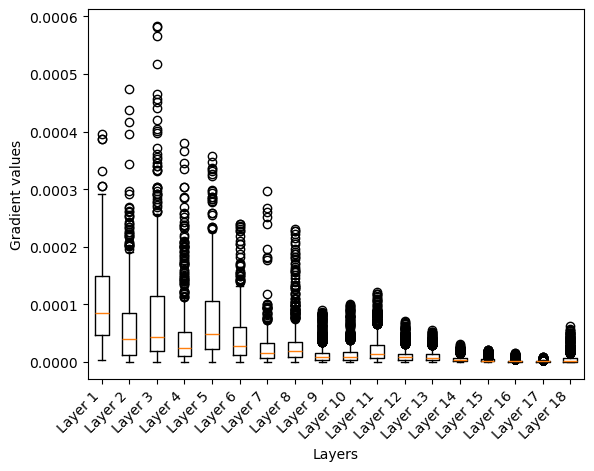 0.0006
0.0005
0.0004
0.0003
0.0002
0.0001
0.0000
Gradient values
Layer 1
Layer 2
Layer 3
Layer 4
Layer 5
Layer 6
Layer 7
Layer 8
Layer 9
Layer 10
Layer 11
Layer 12
Layer 13
Layer 14
Layer 15
Layer 16
Layer 17
Layer 18
Layers